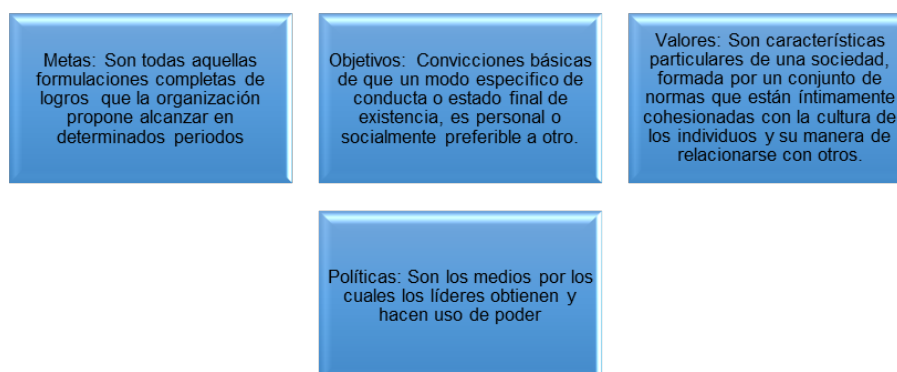 Metas: Son todas aquellas
formulaciones completas de
logros que la organización
propone alcanzar en
determinados periodos
Objetivos: Convicciones básicas
de que un modo especifico de
conducta o estado final de
existencia, es personal o
socialmente preferible a otro.
Valores: Son características
particulares de una sociedad,
formada por un conjunto de
normas que están íntimamente
cohesionadas con la cultura de
los individuos y su manera de
relacionarse con otros.
Políticas: Son los medios por los
cuales los líderes obtienen y
hacen uso de poder